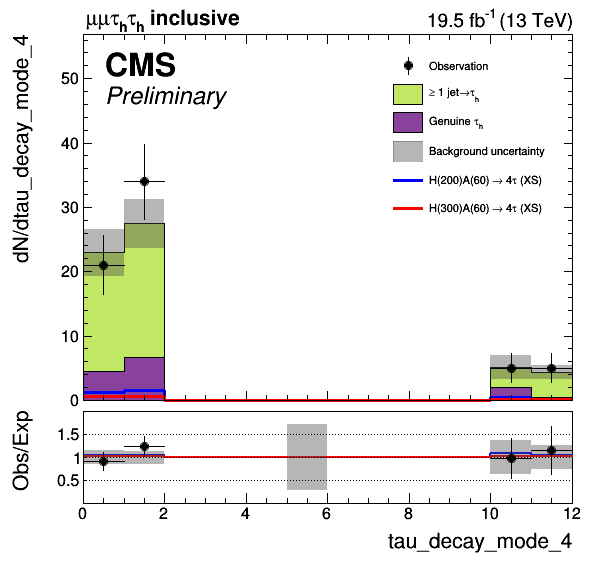 μμτhτh inclusive
19.5 fb⁻¹ (13 TeV)
CMS
Preliminary
Observation
≥ 1 jet→τh
Genuine τh
Background uncertainty
H(200)A(60) → 4τ (XS)
H(300)A(60) → 4τ (XS)
dN/dtau_decay_mode_4
50
40
30
20
10
0
Obs/Exp
1.5
1
0.5
0 2 4 6 8 10 12
tau_decay_mode_4